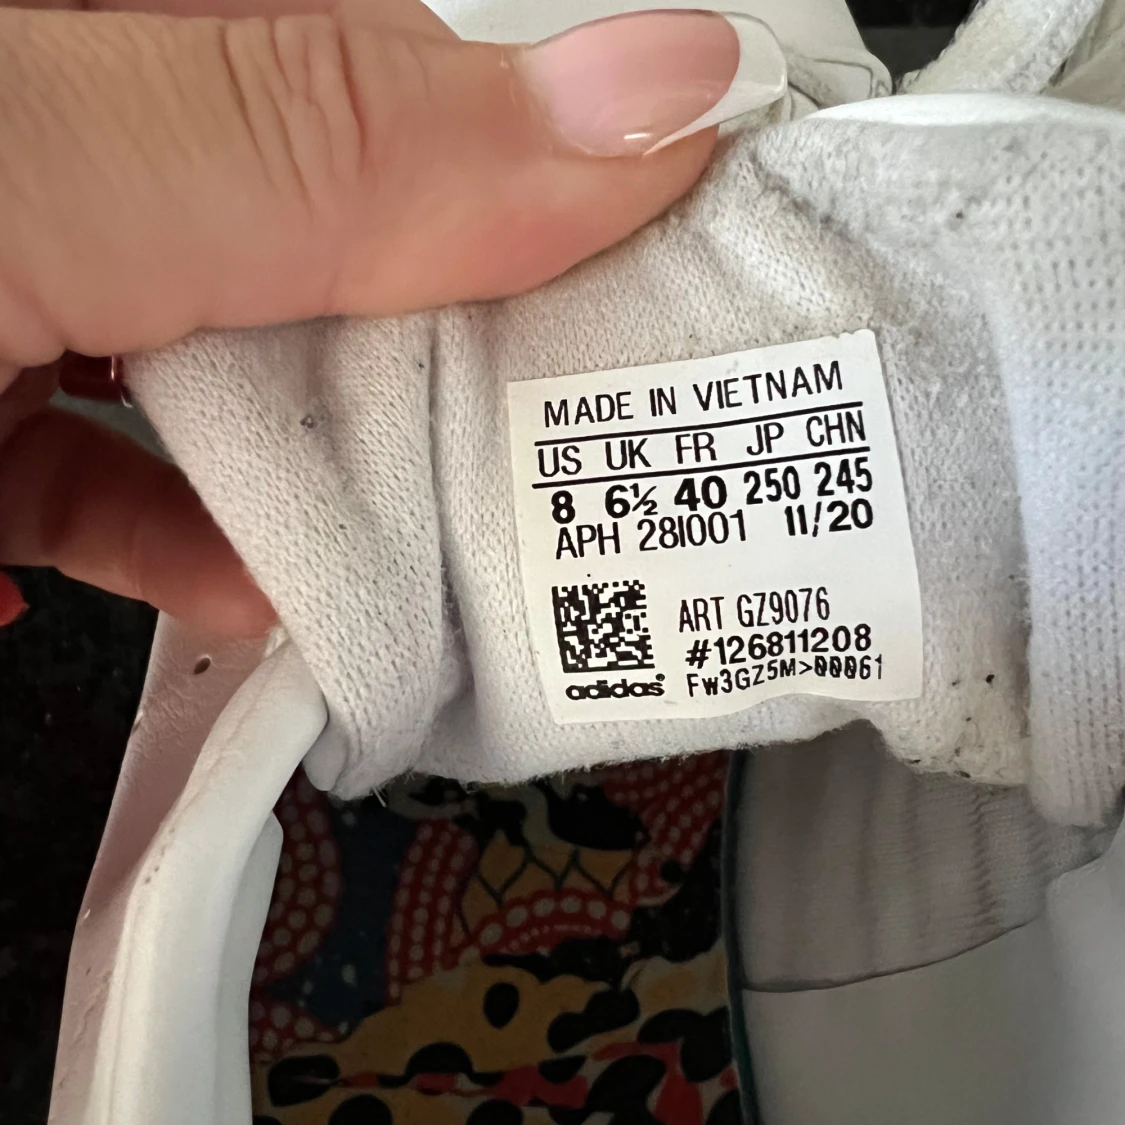 MADE IN VIETNAM
US UK FR JP CHN
8 6½ 40 250 245
APH 28I001 11/20
ART GZ9076
#126811208
Fw3GZ5M>00061
adidas®